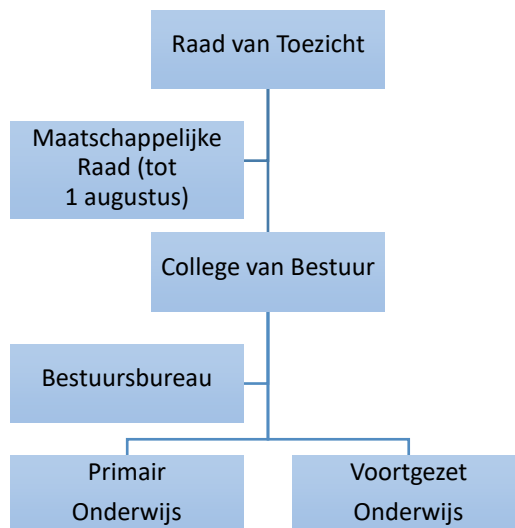 Raad van Toezicht
Maatschappelijke
Raad (tot
1 augustus)
College van Bestuur
Bestuursbureau
Primair
Onderwijs
Voortgezet
Onderwijs